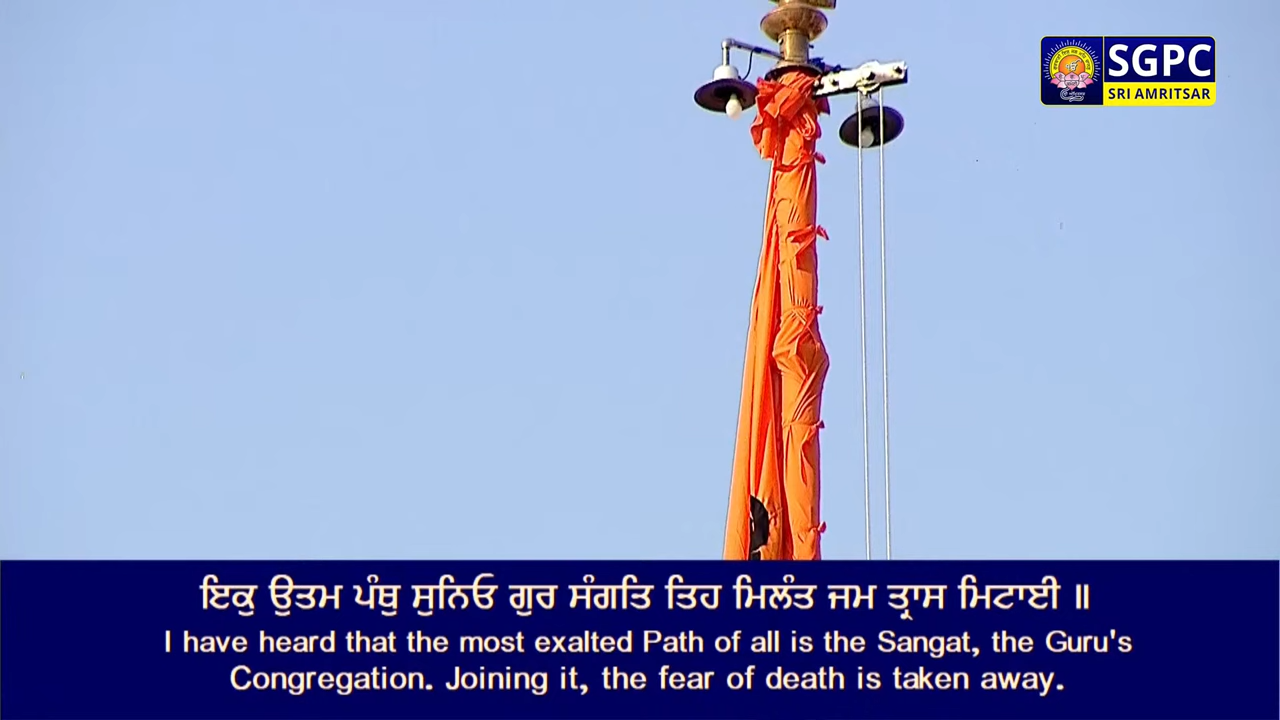 SGPC
SRI AMRITSAR
ਇਕੁ ਉਤਮ ਪੰਥੁ ਸੁਨਿਓ ਗੁਰ ਸੰਗਤਿ ਤਿਹ ਮਿਲੰਤ ਜਮ ਤ੍ਰਾਸ ਮਿਟਾਈ ॥
I have heard that the most exalted Path of all is the Sangat, the Guru's
Congregation. Joining it, the fear of death is taken away.